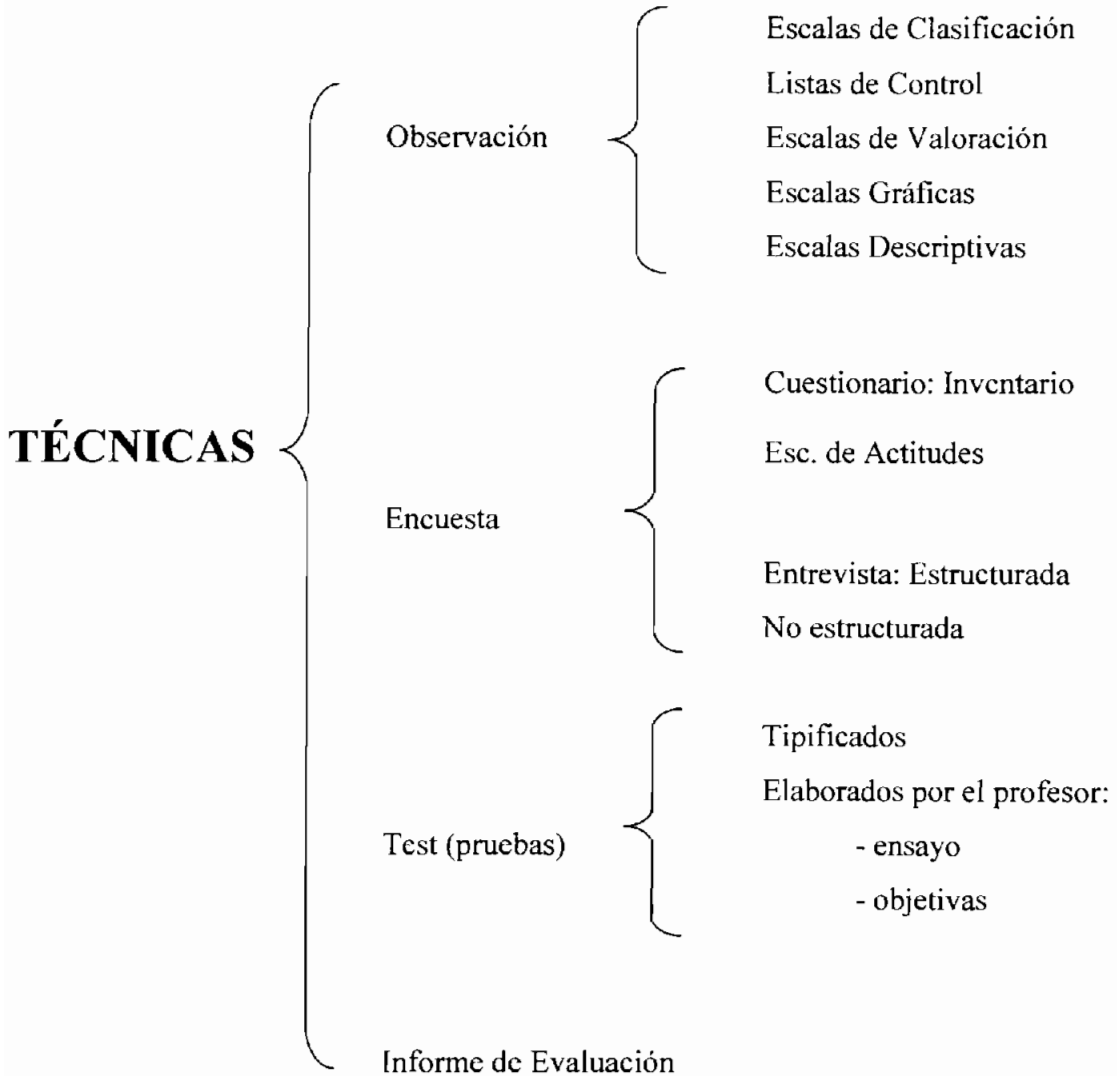 TÉCNICAS
Observación
Escalas de Clasificación
Listas de Control
Escalas de Valoración
Escalas Gráficas
Escalas Descriptivas
Encuesta
Cuestionario: Inventario
Esc. de Actitudes
Entrevista: Estructurada
No estructurada
Test (pruebas)
Tipificados
Elaborados por el profesor:
- ensayo
- objetivas
Informe de Evaluación